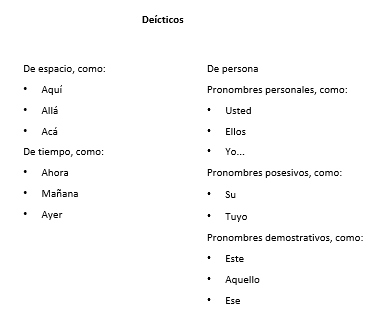 Deícticos
De espacio, como:
• Aquí
• Allá
• Acá
De tiempo, como:
• Ahora
• Mañana
• Ayer
De persona
Pronombres personales, como:
• Usted
• Ellos
• Yo...
Pronombres posesivos, como:
• Su
• Tuyo
Pronombres demostrativos, como:
• Este
• Aquello
• Ese